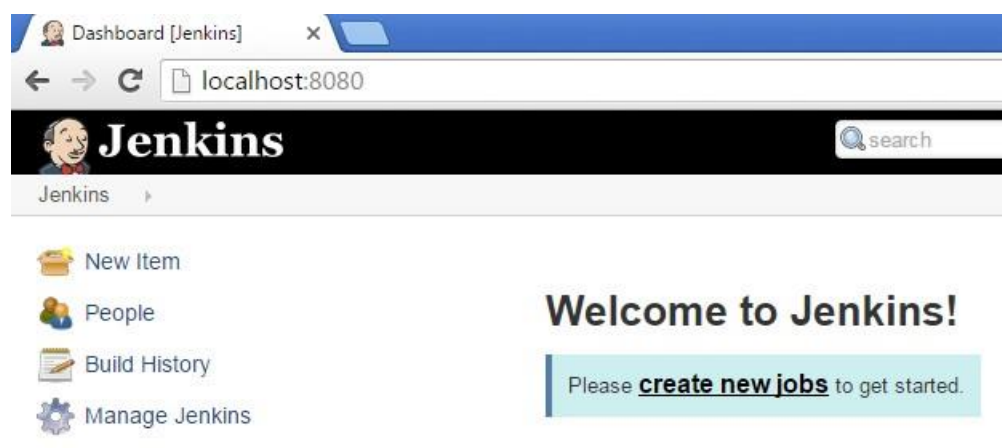 Dashboard [Jenkins]
localhost:8080
Jenkins
search
Jenkins
New Item
People
Build History
Manage Jenkins
Welcome to Jenkins!
Please create new jobs to get started.